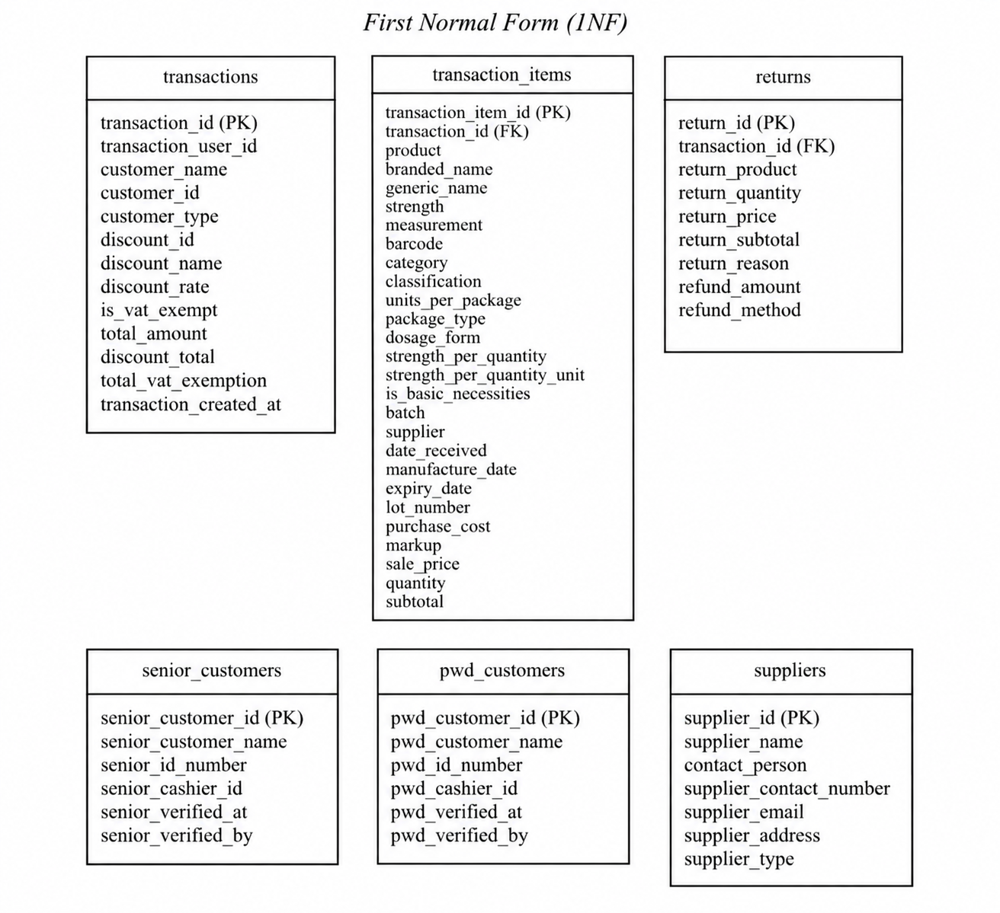 First Normal Form (1NF)
transactions
transaction_id (PK)
transaction_user_id
customer_name
customer_id
customer_type
discount_id
discount_name
discount_rate
is_vat_exempt
total_amount
discount_total
total_vat_exemption
transaction_created_at
transaction_items
transaction_item_id (PK)
transaction_id (FK)
product
branded_name
generic_name
strength
measurement
barcode
category
classification
units_per_package
package_type
dosage_form
strength_per_quantity
strength_per_quantity_unit
is_basic_necessities
batch
supplier
date_received
manufacture_date
expiry_date
lot_number
purchase_cost
markup
sale_price
quantity
subtotal
returns
return_id (PK)
transaction_id (FK)
return_product
return_quantity
return_price
return_subtotal
return_reason
refund_amount
refund_method
senior_customers
senior_customer_id (PK)
senior_customer_name
senior_id_number
senior_cashier_id
senior_verified_at
senior_verified_by
pwd_customers
pwd_customer_id (PK)
pwd_customer_name
pwd_id_number
pwd_cashier_id
pwd_verified_at
pwd_verified_by
suppliers
supplier_id (PK)
supplier_name
contact_person
supplier_contact_number
supplier_email
supplier_address
supplier_type